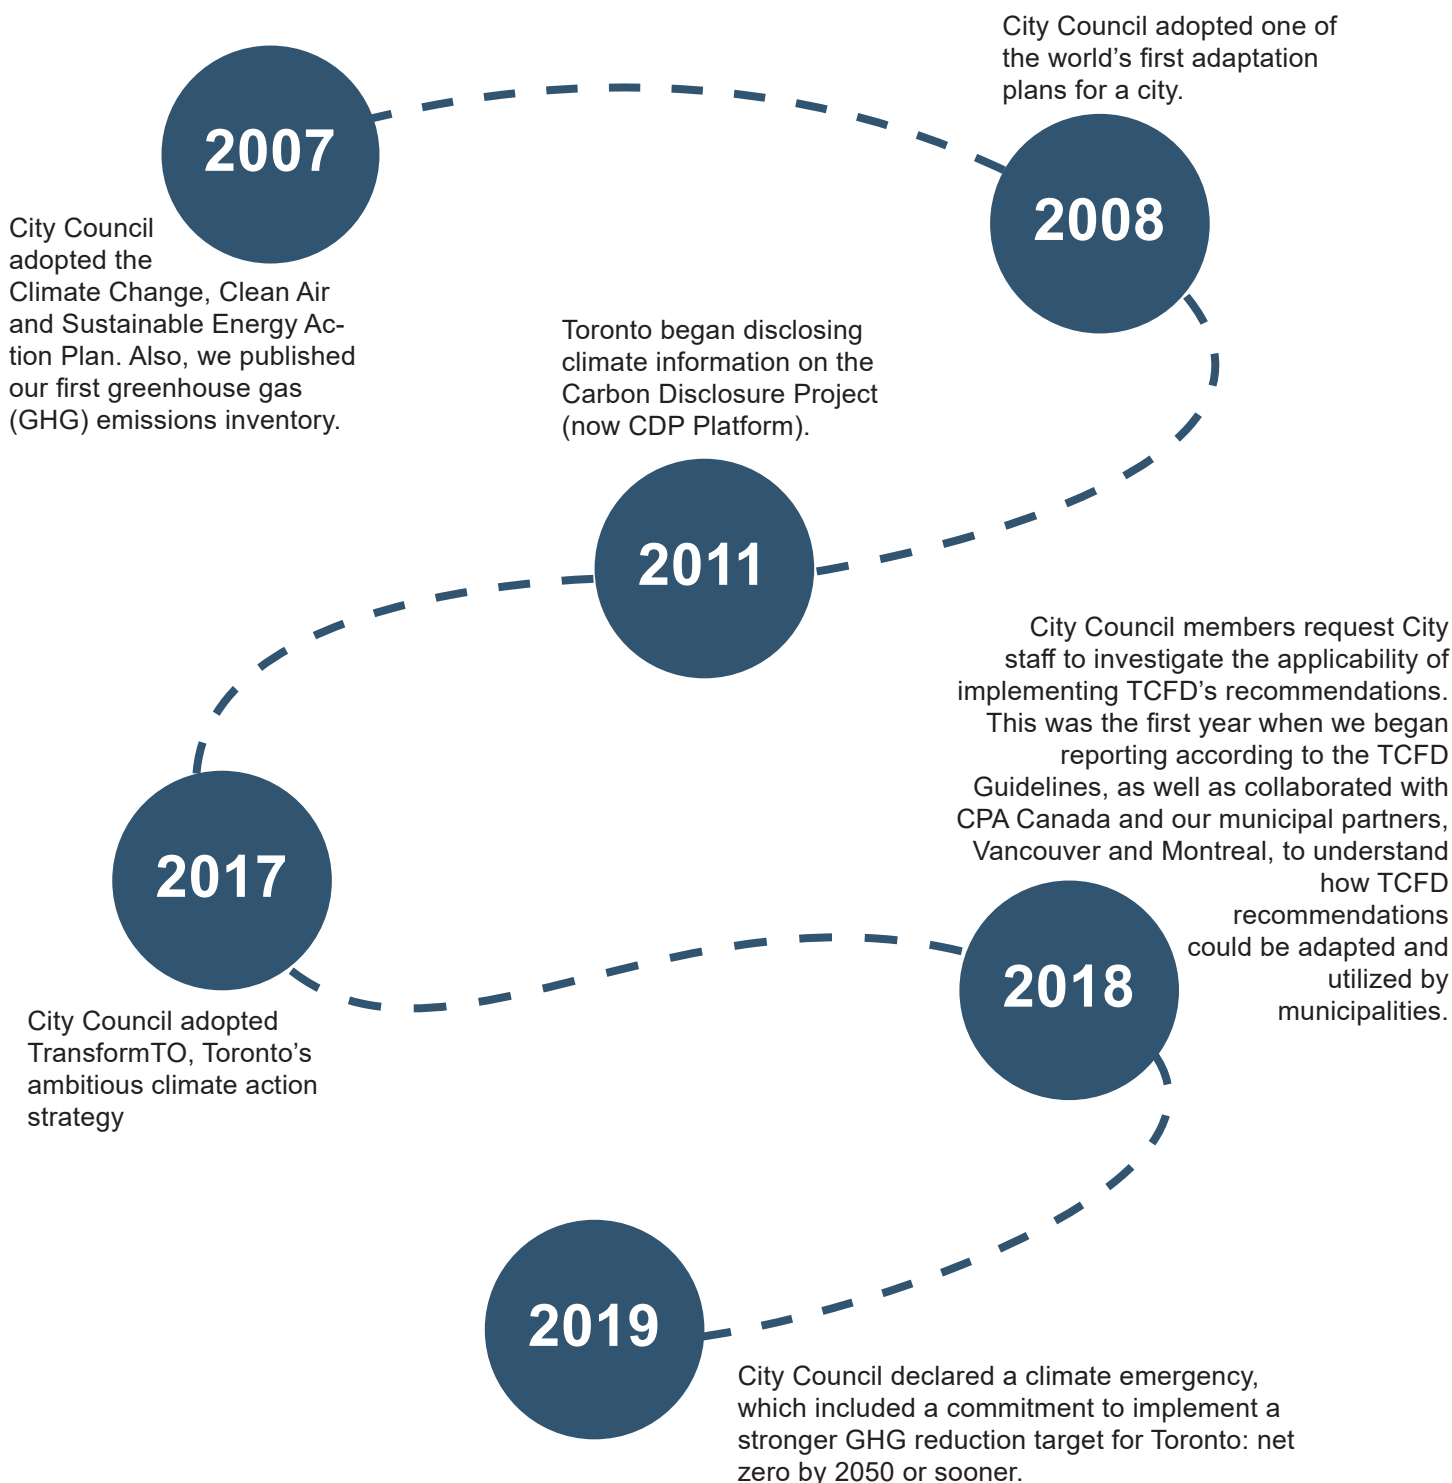 2007
City Council
adopted the
Climate Change, Clean Air
and Sustainable Energy Ac-
tion Plan. Also, we published
our first greenhouse gas
(GHG) emissions inventory.
City Council adopted one of
the world’s first adaptation
plans for a city.
2008
Toronto began disclosing
climate information on the
Carbon Disclosure Project
(now CDP Platform).
2011
2017
City Council adopted
TransformTO, Toronto’s
ambitious climate action
strategy
City Council members request City
staff to investigate the applicability of
implementing TCFD’s recommendations.
This was the first year when we began
reporting according to the TCFD
Guidelines, as well as collaborated with
CPA Canada and our municipal partners,
Vancouver and Montreal, to understand
how TCFD
recommendations
could be adapted and
utilized by
municipalities.
2018
2019
City Council declared a climate emergency,
which included a commitment to implement a
stronger GHG reduction target for Toronto: net
zero by 2050 or sooner.